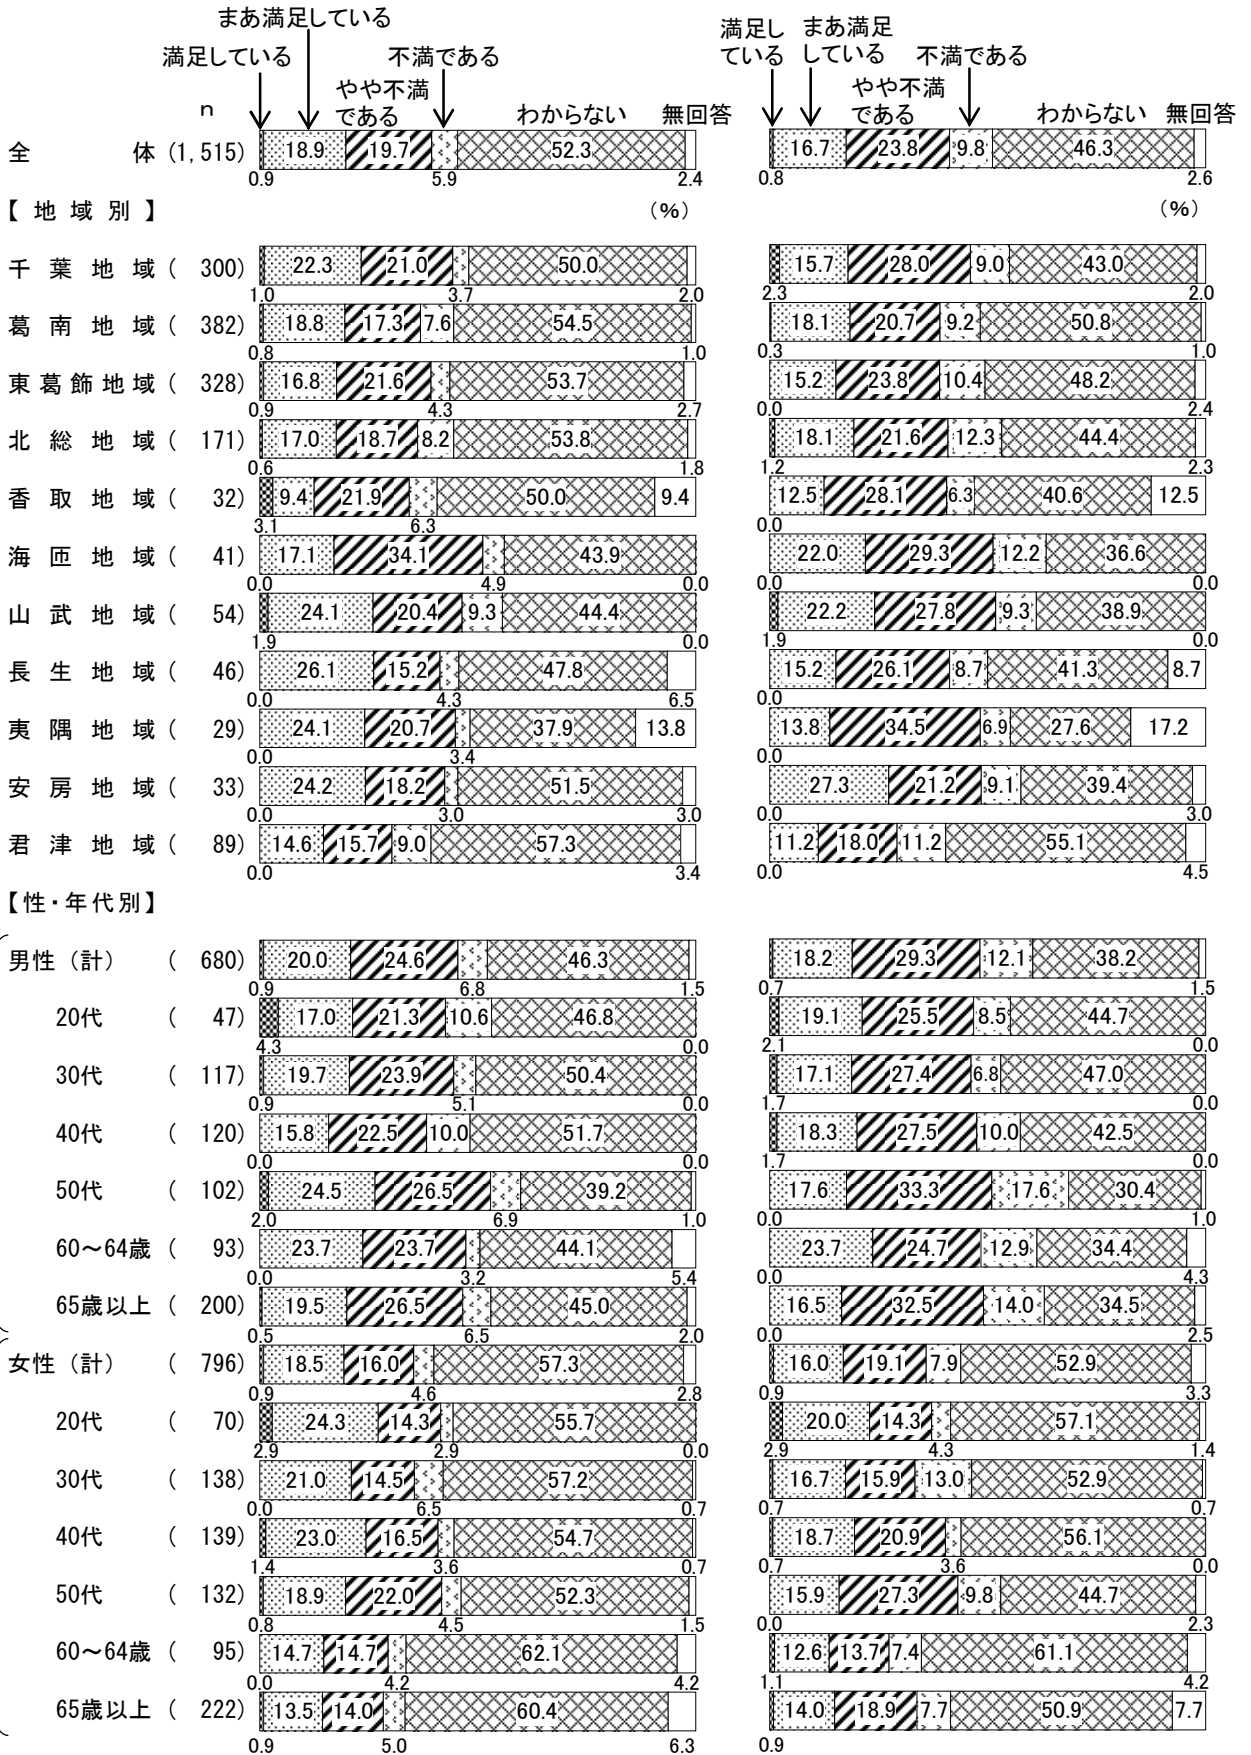 まあ満足している
満足している 不満である
やや不満
である
n わからない 無回答
満足し
ている
まあ満足
している
不満である
やや不満
である
わからない 無回答
全 体 (1,515) 18.9 19.7 52.3 16.7 23.8 9.8 46.3
0.9 5.9 2.4 0.8 2.6
【 地 域 別 】 (%) (%)
千 葉 地 域 ( 300) 22.3 21.0 50.0 15.7 28.0 9.0 43.0
1.0 3.7 2.0 2.3 2.0
葛 南 地 域 ( 382) 18.8 17.3 7.6 54.5 18.1 20.7 9.2 50.8
0.8 1.0 0.3 1.0
東 葛 飾 地 域 ( 328) 16.8 21.6 53.7 15.2 23.8 10.4 48.2
0.9 4.3 2.7 0.0 2.4
北 総 地 域 ( 171) 17.0 18.7 8.2 53.8 18.1 21.6 12.3 44.4
0.6 1.8 1.2 2.3
香 取 地 域 ( 32) 9.4 21.9 50.0 9.4 12.5 28.1 6.3 40.6 12.5
3.1 6.3 0.0
海 匝 地 域 ( 41) 17.1 34.1 43.9 22.0 29.3 12.2 36.6
0.0 4.9 0.0 0.0 0.0
山 武 地 域 ( 54) 24.1 20.4 9.3 44.4 22.2 27.8 9.3 38.9
1.9 0.0 1.9 0.0
長 生 地 域 ( 46) 26.1 15.2 47.8 15.2 26.1 8.7 41.3 8.7
0.0 4.3 6.5 0.0
夷 隅 地 域 ( 29) 24.1 20.7 37.9 13.8 13.8 34.5 6.9 27.6 17.2
0.0 3.4 0.0
安 房 地 域 ( 33) 24.2 18.2 51.5 27.3 21.2 9.1 39.4
0.0 3.0 3.0 0.0 3.0
君 津 地 域 ( 89) 14.6 15.7 9.0 57.3 11.2 18.0 11.2 55.1
0.0 3.4 0.0 4.5
【性・年代別】
男性（計） ( 680) 20.0 24.6 46.3 18.2 29.3 12.1 38.2
0.9 6.8 1.5 0.7 1.5
20代 ( 47) 17.0 21.3 10.6 46.8 19.1 25.5 8.5 44.7
4.3 0.0 2.1 0.0
30代 ( 117) 19.7 23.9 50.4 17.1 27.4 6.8 47.0
0.9 5.1 0.0 1.7 0.0
40代 ( 120) 15.8 22.5 10.0 51.7 18.3 27.5 10.0 42.5
0.0 0.0 1.7 0.0
50代 ( 102) 24.5 26.5 39.2 17.6 33.3 17.6 30.4
2.0 6.9 1.0 0.0 1.0
60～64歳 ( 93) 23.7 23.7 44.1 23.7 24.7 12.9 34.4
0.0 3.2 5.4 0.0 4.3
65歳以上 ( 200) 19.5 26.5 45.0 16.5 32.5 14.0 34.5
0.5 6.5 2.0 0.0 2.5
女性（計） ( 796) 18.5 16.0 57.3 16.0 19.1 7.9 52.9
0.9 4.6 2.8 0.9 3.3
20代 ( 70) 24.3 14.3 55.7 20.0 14.3 57.1
2.9 2.9 0.0 2.9 4.3 1.4
30代 ( 138) 21.0 14.5 57.2 16.7 15.9 13.0 52.9
0.0 6.5 0.7 0.7 0.7
40代 ( 139) 23.0 16.5 54.7 18.7 20.9 56.1
1.4 3.6 0.7 0.7 3.6 0.0
50代 ( 132) 18.9 22.0 52.3 15.9 27.3 9.8 44.7
0.8 4.5 1.5 0.0 2.3
60～64歳 ( 95) 14.7 14.7 62.1 12.6 13.7 7.4 61.1
0.0 4.2 4.2 1.1 4.2
65歳以上 ( 222) 13.5 14.0 60.4 14.0 18.9 7.7 50.9 7.7
0.9 5.0 6.3 0.9